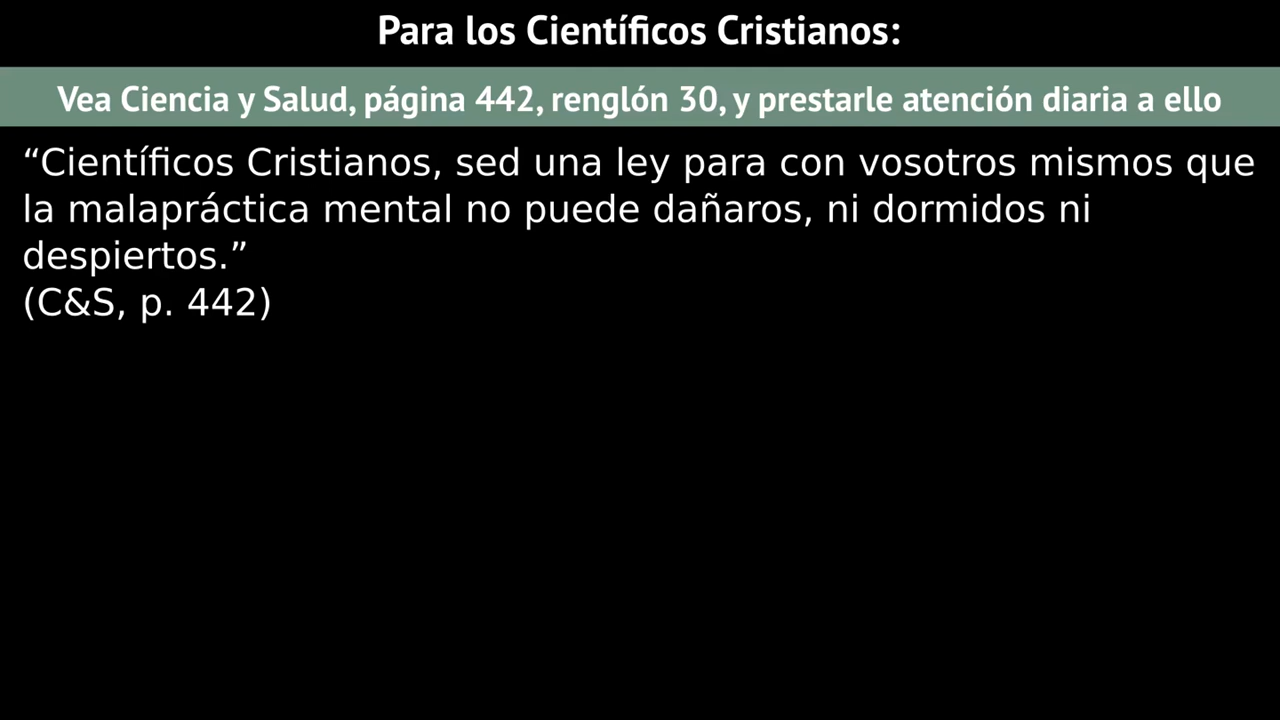 Para los Científicos Cristianos:
Vea Ciencia y Salud, página 442, renglón 30, y prestarle atención diaria a ello
“Científicos Cristianos, sed una ley para con vosotros mismos que
la malapráctica mental no puede dañaros, ni dormidos ni
despiertos.”
(C&S, p. 442)